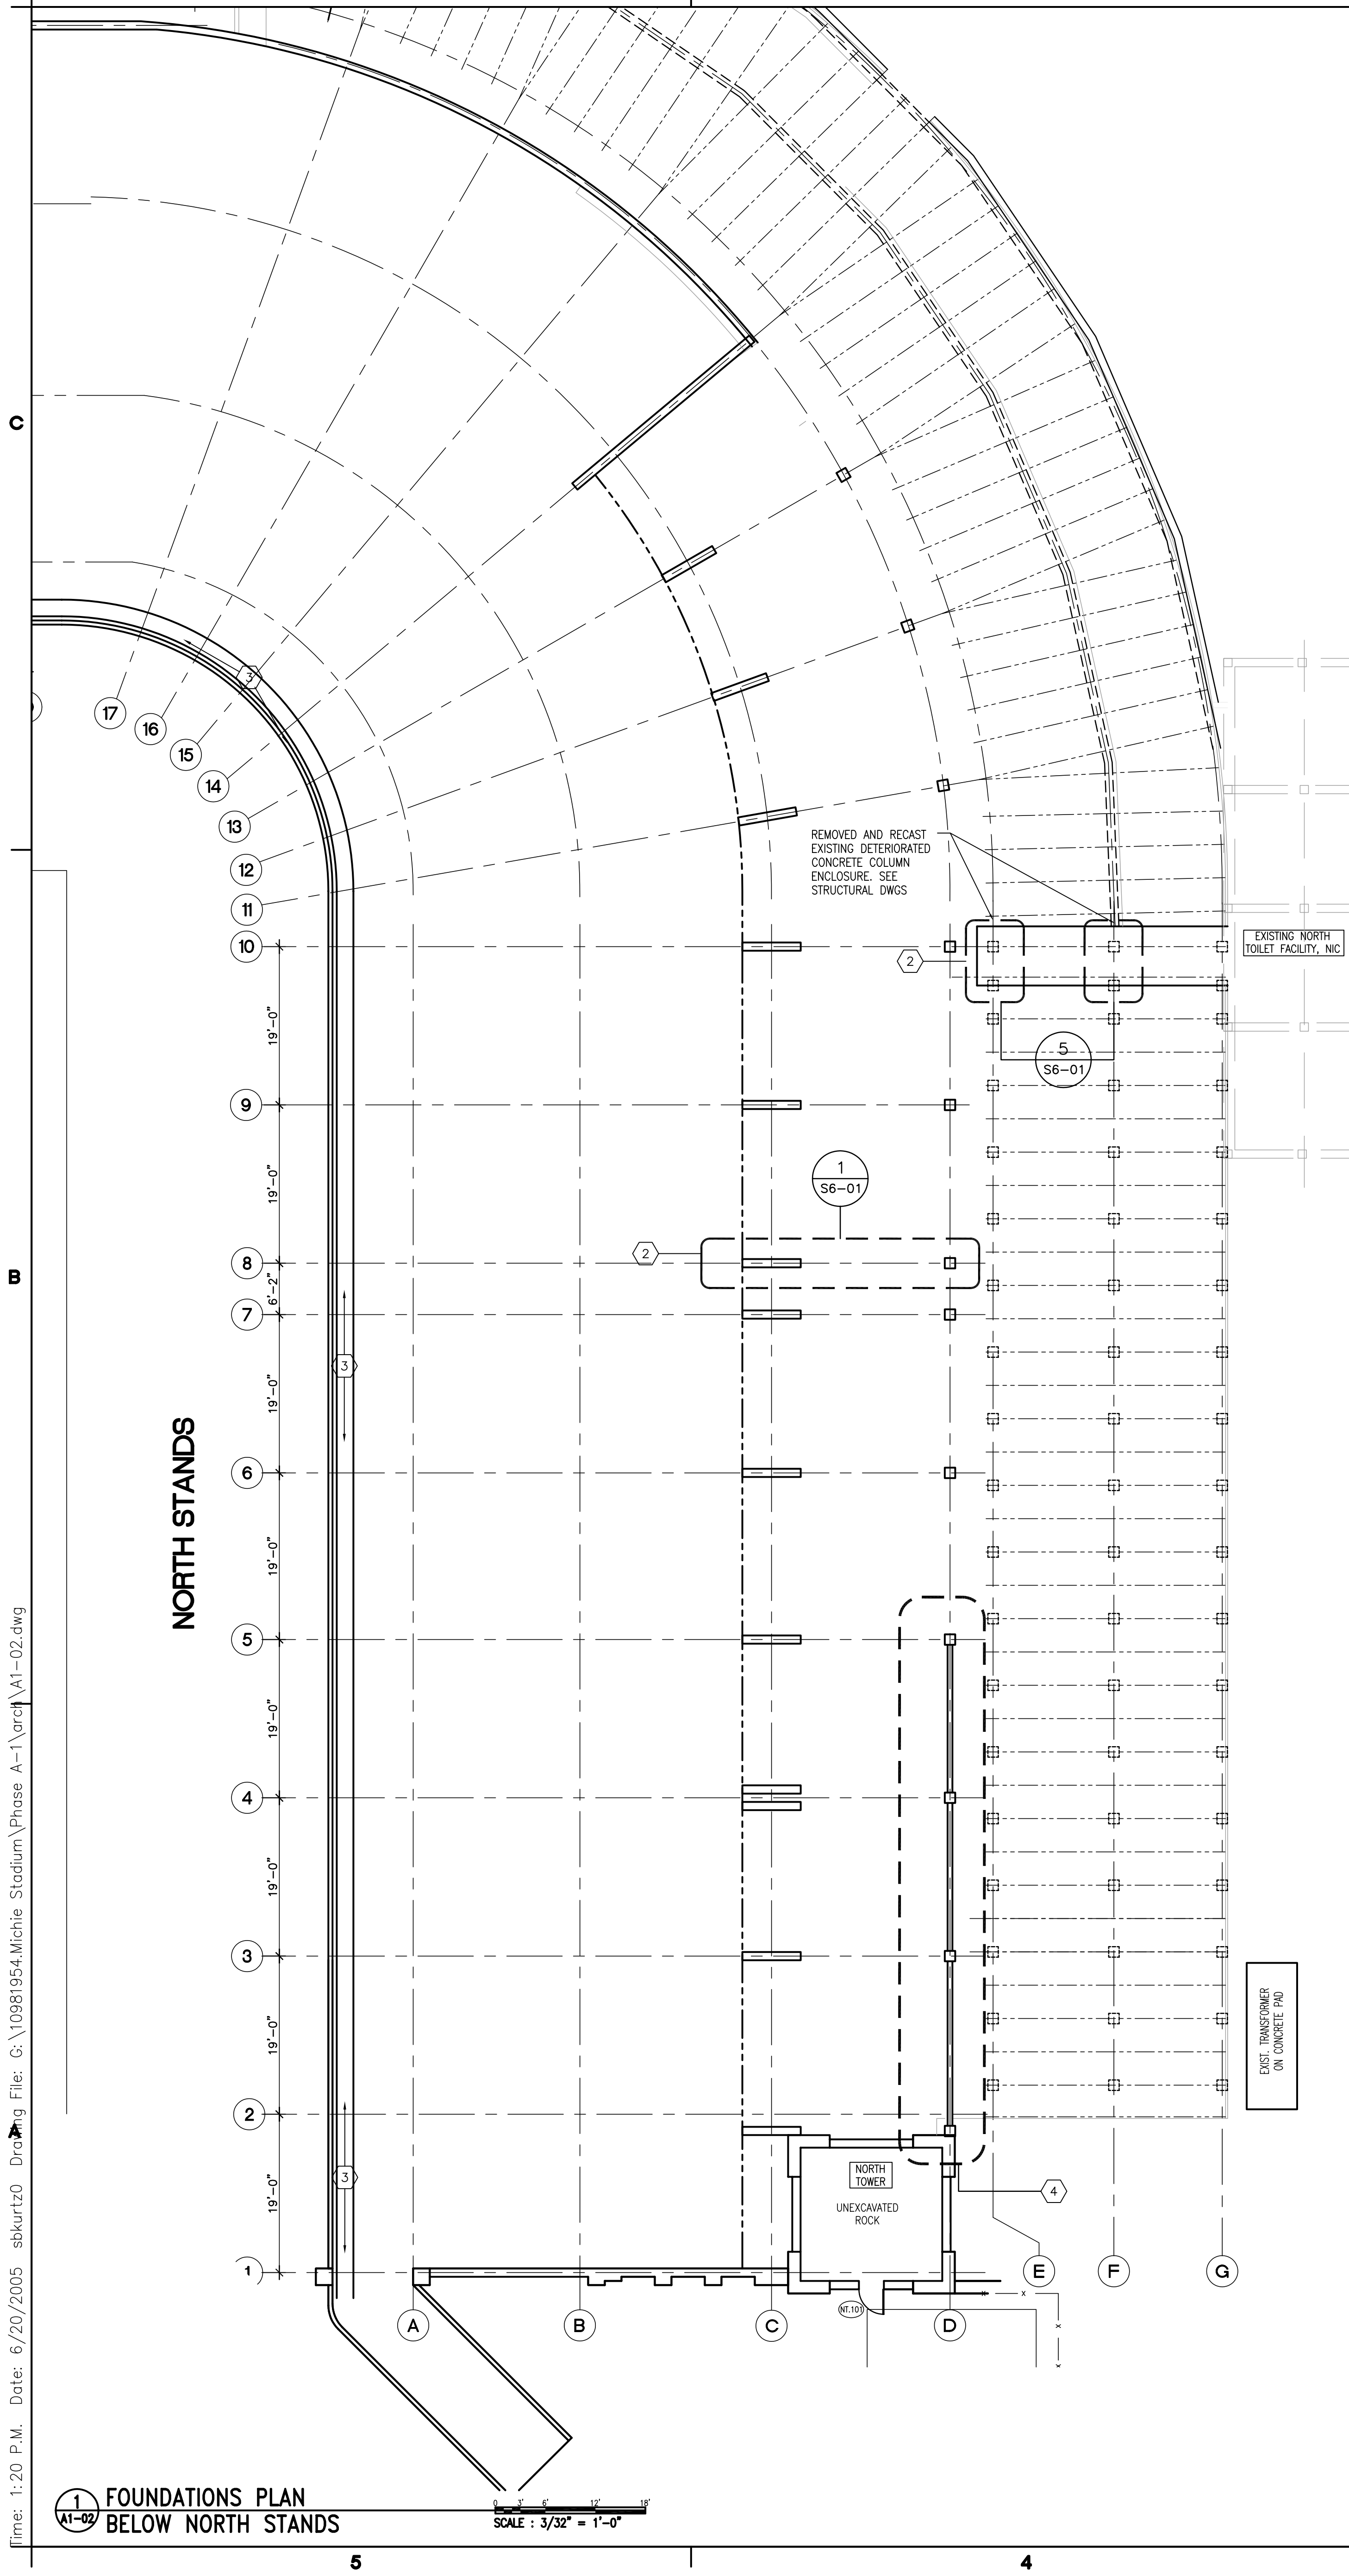 C
17
16
15
14
13
12
11
10
9
8
7
6
5
4
3
2
1
3
REMOVED AND RECAST
EXISTING DETERIORATED
CONCRETE COLUMN
ENCLOSURE. SEE
STRUCTURAL DWGS
EXISTING NORTH
TOILET FACILITY, NIC
2
5
S6-01
1
S6-01
2
B
19'-0"
19'-0"
6'-2"
19'-0"
19'-0"
19'-0"
19'-0"
19'-0"
19'-0"
3
NORTH STANDS
3
A
EXIST. TRANSFORMER
ON CONCRETE PAD
NORTH
TOWER
UNEXCAVATED
ROCK
4
NT.101
A
B
C
D
E
F
G
x
x
x
x
Time: 1:20 P.M. Date: 6/20/2005 sbkurtz0 Drawing File: G:\10981954.Michie Stadium\Phase A-1\arch\A1-02.dwg
1
A1-02
FOUNDATIONS PLAN
BELOW NORTH STANDS
0 3' 6' 12' 18'
SCALE : 3/32" = 1'-0"
5
4